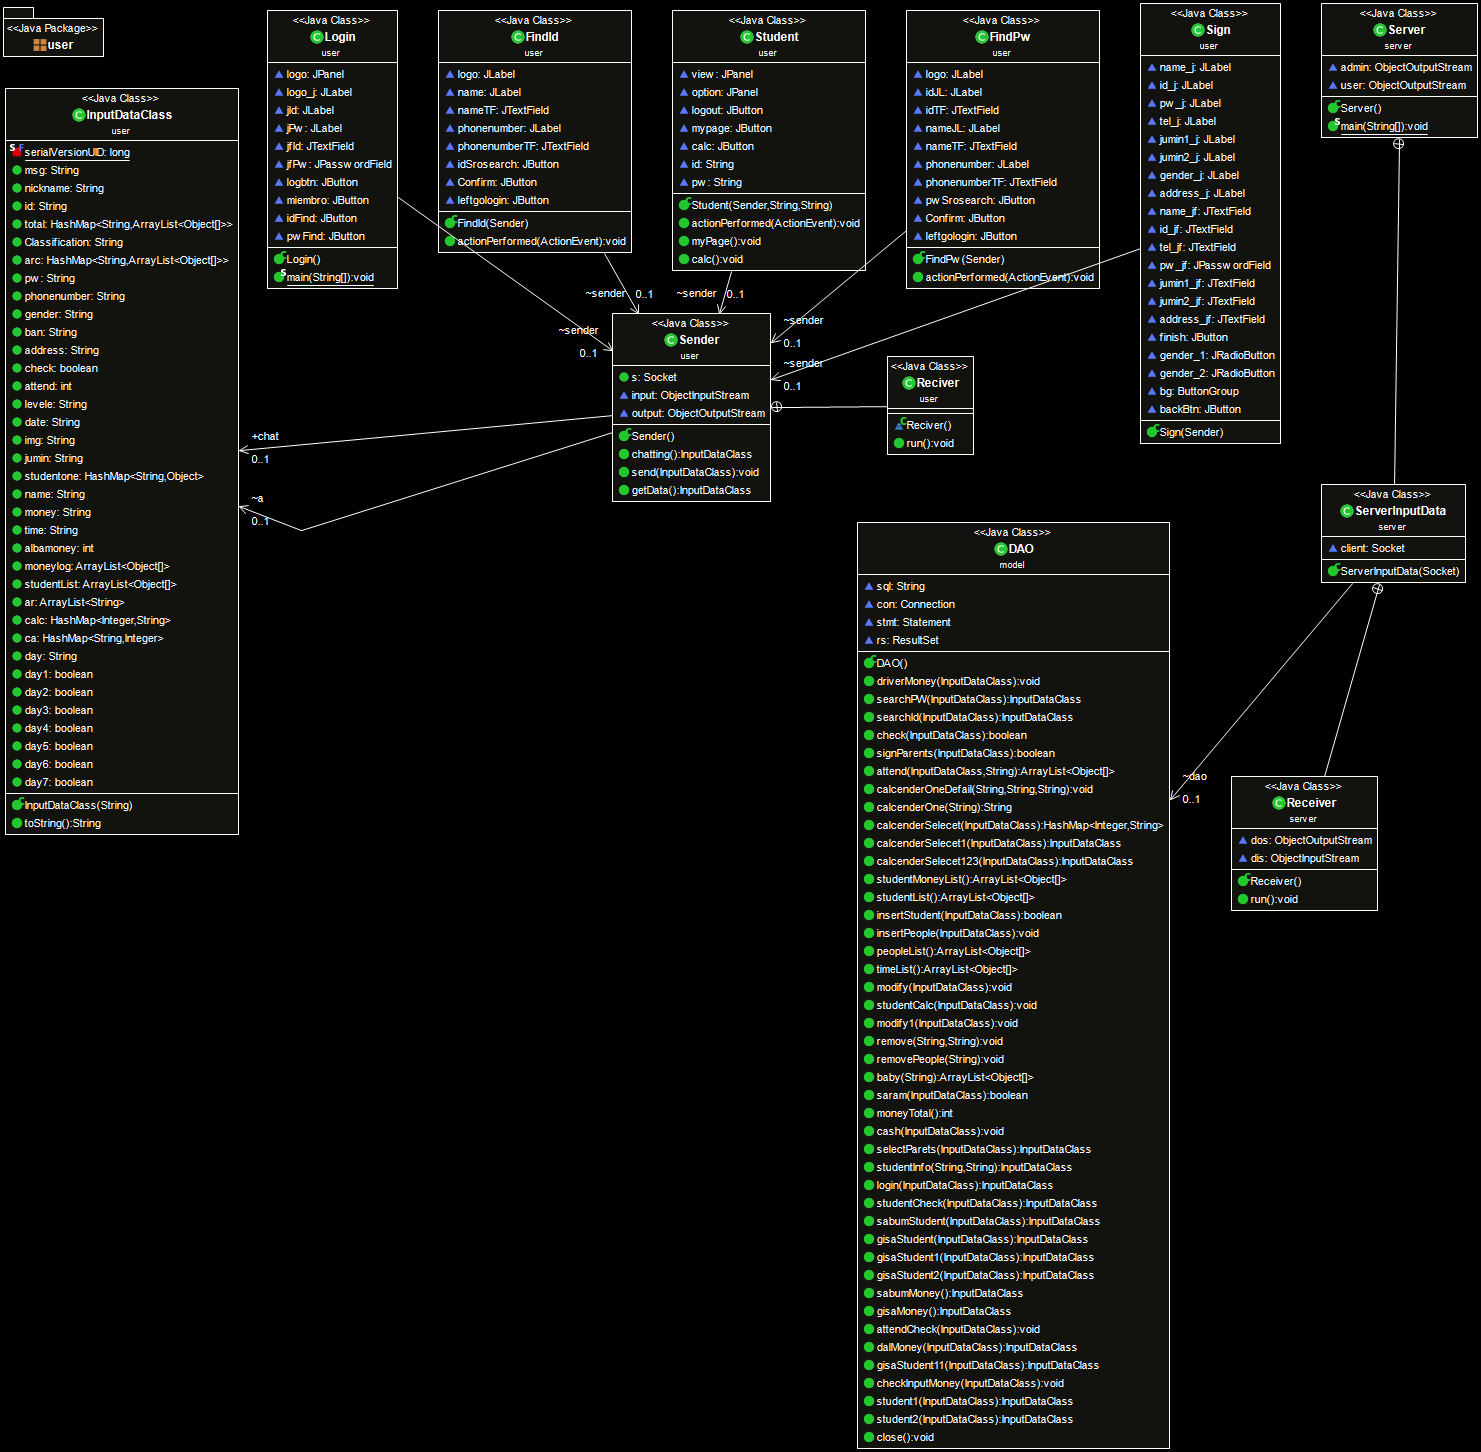 <<Java Package>>
user
<<Java Class>>
InputDataClass
user
serialVersionUID: long
msg: String
nickname: String
id: String
total: HashMap<String,ArrayList<Object[]>>
Classification: String
arc: HashMap<String,ArrayList<Object[]>>
pw: String
phonenumber: String
gender: String
ban: String
address: String
check: boolean
attend: int
levele: String
date: String
img: String
jumin: String
studentone: HashMap<String,Object>
name: String
money: String
time: String
albamoney: int
moneylog: ArrayList<Object[]>
studentList: ArrayList<Object[]>
ar: ArrayList<String>
calc: HashMap<Integer,String>
ca: HashMap<String,Integer>
day: String
day1: boolean
day2: boolean
day3: boolean
day4: boolean
day5: boolean
day6: boolean
day7: boolean
InputDataClass(String)
toString():String
<<Java Class>>
Login
user
logo: JPanel
logo_j: JLabel
jId: JLabel
jPw: JLabel
jfId: JTextField
jfPw: JPasswordField
logbtn: JButton
miembro: JButton
idFind: JButton
pwFind: JButton
Login()
main(String[]):void
<<Java Class>>
FindId
user
logo: JLabel
name: JLabel
nameTF: JTextField
phonenumber: JLabel
phonenumberTF: JTextField
idSrosearch: JButton
Confirm: JButton
leftgologin: JButton
FindId(Sender)
actionPerformed(ActionEvent):void
<<Java Class>>
Student
user
view: JPanel
option: JPanel
logout: JButton
mypage: JButton
calc: JButton
id: String
pw: String
Student(Sender,String,String)
actionPerformed(ActionEvent):void
myPage():void
calc():void
<<Java Class>>
FindPw
user
logo: JLabel
idJL: JLabel
idTF: JTextField
nameJL: JLabel
nameTF: JTextField
phonenumber: JLabel
phonenumberTF: JTextField
pwSrosearch: JButton
Confirm: JButton
leftgologin: JButton
FindPw(Sender)
actionPerformed(ActionEvent):void
<<Java Class>>
Sign
user
name_j: JLabel
id_j: JLabel
pw_j: JLabel
tel_j: JLabel
jumin1_j: JLabel
jumin2_j: JLabel
gender_j: JLabel
address_j: JLabel
name_jf: JTextField
id_jf: JTextField
tel_jf: JTextField
pw_jf: JPasswordField
jumin1_jf: JTextField
jumin2_jf: JTextField
address_jf: JTextField
finish: JButton
gender_1: JRadioButton
gender_2: JRadioButton
bg: ButtonGroup
backBtn: JButton
Sign(Sender)
<<Java Class>>
Server
server
admin: ObjectOutputStream
user: ObjectOutputStream
Server()
main(String[]):void
~sender
0..1
~sender
0..1
~sender
0..1
~sender
0..1
~sender
0..1
<<Java Class>>
Sender
user
s: Socket
input: ObjectInputStream
output: ObjectOutputStream
Sender()
chatting():InputDataClass
send(InputDataClass):void
getData():InputDataClass
<<Java Class>>
Reciver
user
Reciver()
run():void
+chat
0..1
~a
0..1
<<Java Class>>
ServerInputData
server
client: Socket
ServerInputData(Socket)
<<Java Class>>
DAO
model
sql: String
con: Connection
stmt: Statement
rs: ResultSet
DAO()
driverMoney(InputDataClass):void
searchPW(InputDataClass):InputDataClass
searchId(InputDataClass):InputDataClass
check(InputDataClass):boolean
signParents(InputDataClass):boolean
attend(InputDataClass,String):ArrayList<Object[]>
calcenderOneDefail(String,String,String):void
calcenderOne(String):String
calcenderSelecet(InputDataClass):HashMap<Integer,String>
calcenderSelecet1(InputDataClass):InputDataClass
calcenderSelecet123(InputDataClass):InputDataClass
studentMoneyList():ArrayList<Object[]>
studentList():ArrayList<Object[]>
insertStudent(InputDataClass):boolean
insertPeople(InputDataClass):void
peopleList():ArrayList<Object[]>
timeList():ArrayList<Object[]>
modify(InputDataClass):void
studentCalc(InputDataClass):void
modify1(InputDataClass):void
remove(String,String):void
removePeople(String):void
baby(String):ArrayList<Object[]>
saram(InputDataClass):boolean
moneyTotal():int
cash(InputDataClass):void
selectParets(InputDataClass):InputDataClass
studentInfo(String,String):InputDataClass
login(InputDataClass):InputDataClass
studentCheck(InputDataClass):InputDataClass
sabumStudent(InputDataClass):InputDataClass
gisaStudent(InputDataClass):InputDataClass
gisaStudent1(InputDataClass):InputDataClass
gisaStudent2(InputDataClass):InputDataClass
sabumMoney():InputDataClass
gisaMoney():InputDataClass
attendCheck(InputDataClass):void
dalMoney(InputDataClass):InputDataClass
gisaStudent11(InputDataClass):InputDataClass
checkInputMoney(InputDataClass):void
student1(InputDataClass):InputDataClass
student2(InputDataClass):InputDataClass
close():void
~dao
0..1
<<Java Class>>
Receiver
server
dos: ObjectOutputStream
dis: ObjectInputStream
Receiver()
run():void